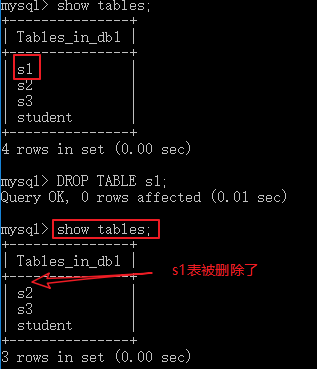 mysql> show tables;
+---------------+
| Tables_in_db1 |
+---------------+
| s1
| s2
| s3
| student
+---------------+
4 rows in set (0.00 sec)
mysql> DROP TABLE s1;
Query OK, 0 rows affected (0.01 sec)
mysql> show tables;
+---------------+
| Tables_in_db1 |
+---------------+
s1表被删除了
| s2
| s3
| student
+---------------+
3 rows in set (0.00 sec)